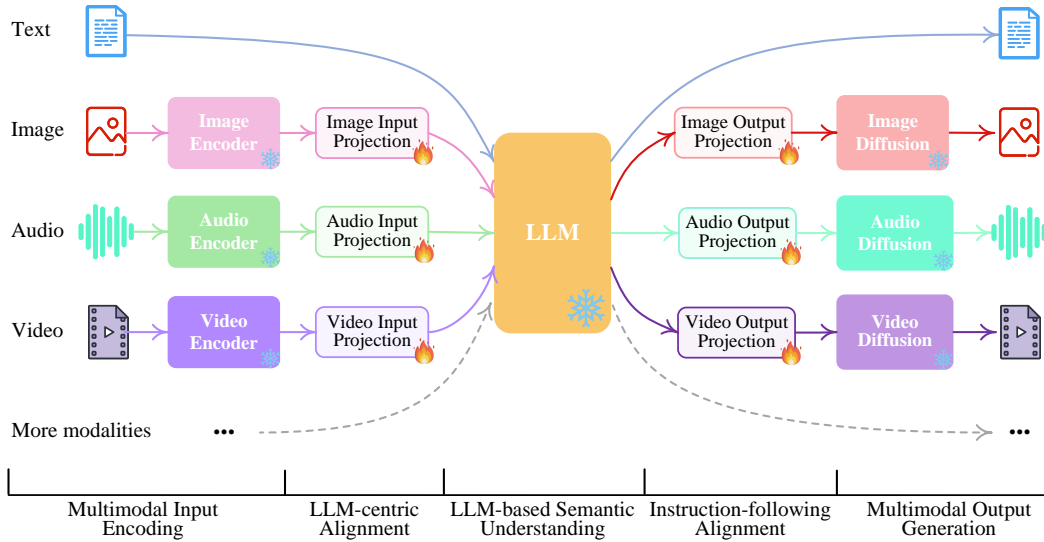 Text
Image
Image
Encoder
Image Input
Projection
Image Output
Projection
Image
Diffusion
Audio
Audio
Encoder
Audio Input
Projection
LLM
Audio Output
Projection
Audio
Diffusion
Video
Video
Encoder
Video Input
Projection
Video Output
Projection
Video
Diffusion
More modalities
...
...
Multimodal Input
Encoding
LLM-centric
Alignment
LLM-based Semantic
Understanding
Instruction-following
Alignment
Multimodal Output
Generation